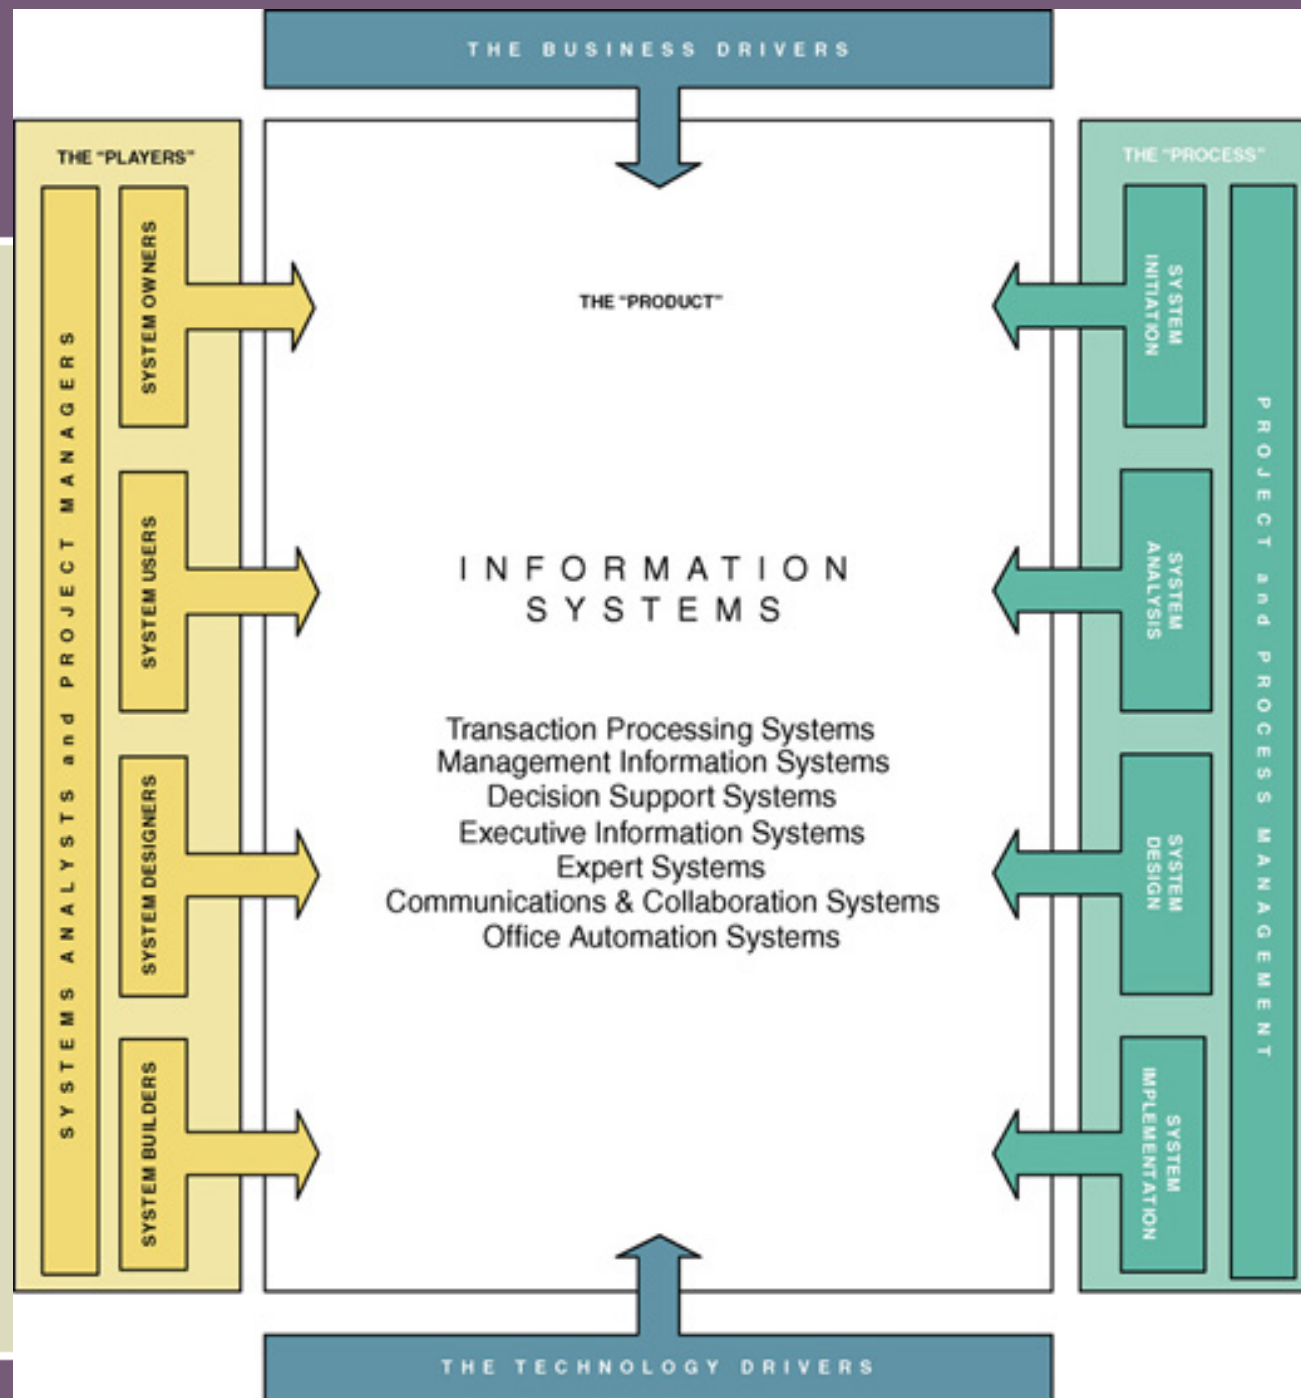 THE BUSINESS DRIVERS
THE "PLAYERS"
SYSTEMS ANALYSTS and PROJECT MANAGERS
SYSTEM OWNERS
SYSTEM USERS
SYSTEM DESIGNERS
SYSTEM BUILDERS
THE "PRODUCT"
INFORMATION
SYSTEMS
Transaction Processing Systems
Management Information Systems
Decision Support Systems
Executive Information Systems
Expert Systems
Communications & Collaboration Systems
Office Automation Systems
THE "PROCESS"
SYSTEM
INITIATION
SYSTEM
ANALYSIS
SYSTEM
DESIGN
SYSTEM
IMPLEMENTATION
PROJECT and PROCESS MANAGEMENT
THE TECHNOLOGY DRIVERS